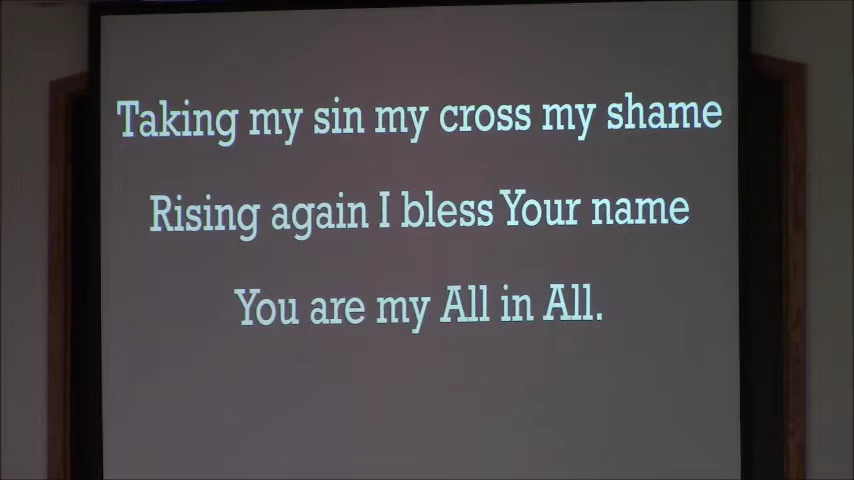 Taking my sin my cross my shame
Rising again I bless Your name
You are my All in All.